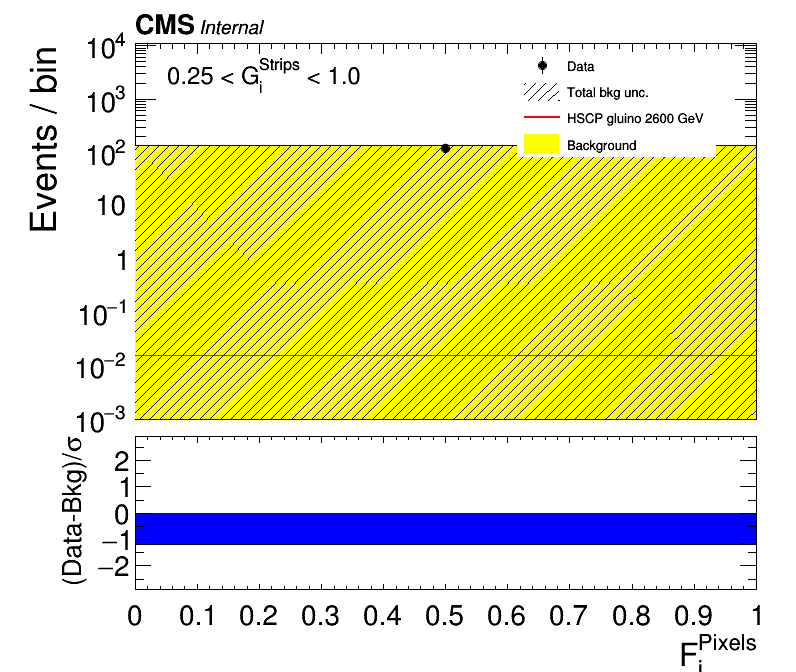 CMS Internal
0.25 < G_i^Strips < 1.0
Data
Total bkg unc.
HSCP gluino 2600 GeV
Background
Events / bin
10^4
10^3
10^2
10
1
10^−1
10^−2
10^−3
(Data-Bkg)/σ
2
1
0
−1
−2
0 0.1 0.2 0.3 0.4 0.5 0.6 0.7 0.8 0.9 1
F_i^Pixels